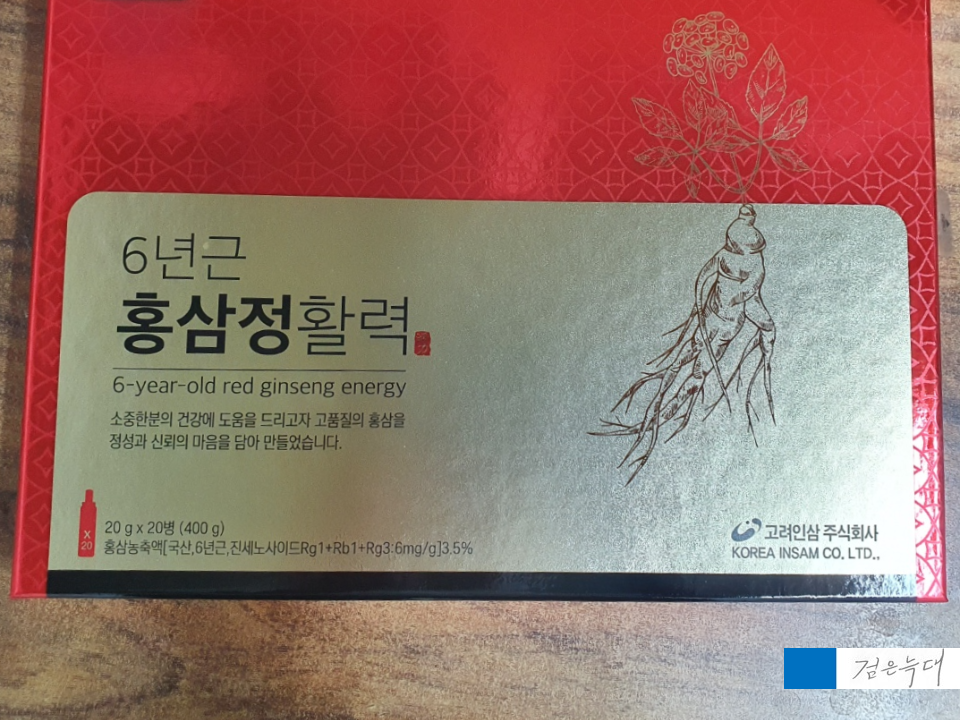 6년근
홍삼정활력
6-year-old red ginseng energy
소중한분의 건강에 도움을 드리고자 고품질의 홍삼을
정성과 신뢰의 마음을 담아 만들었습니다.
X
20
20 g x 20병 (400 g)
홍삼농축액[국산,6년근,진세노사이드Rg1+Rb1+Rg3:6mg/g]3.5%
고려인삼 주식회사
KOREA INSAM CO, LTD.,
검은늑대